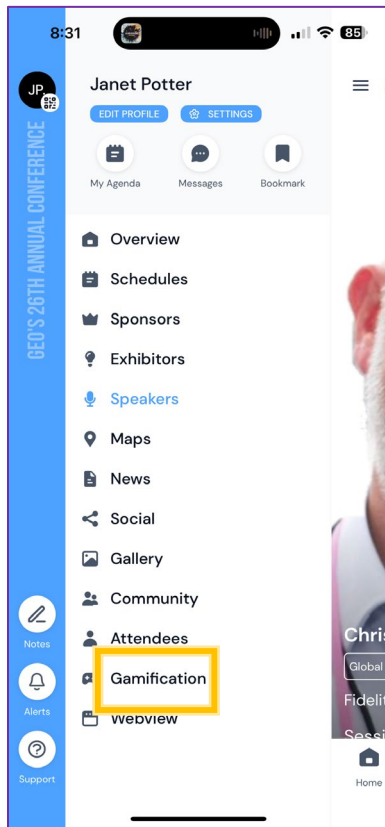 8:31
85
JP
GEO'S 26TH ANNUAL CONFERENCE
Janet Potter
EDIT PROFILE
SETTINGS
My Agenda
Messages
Bookmark
Overview
Schedules
Sponsors
Exhibitors
Speakers
Maps
News
Social
Gallery
Community
Attendees
Gamification
Webview
Notes
Alerts
Support
Chris
Global
Fideli
Sessi
Home